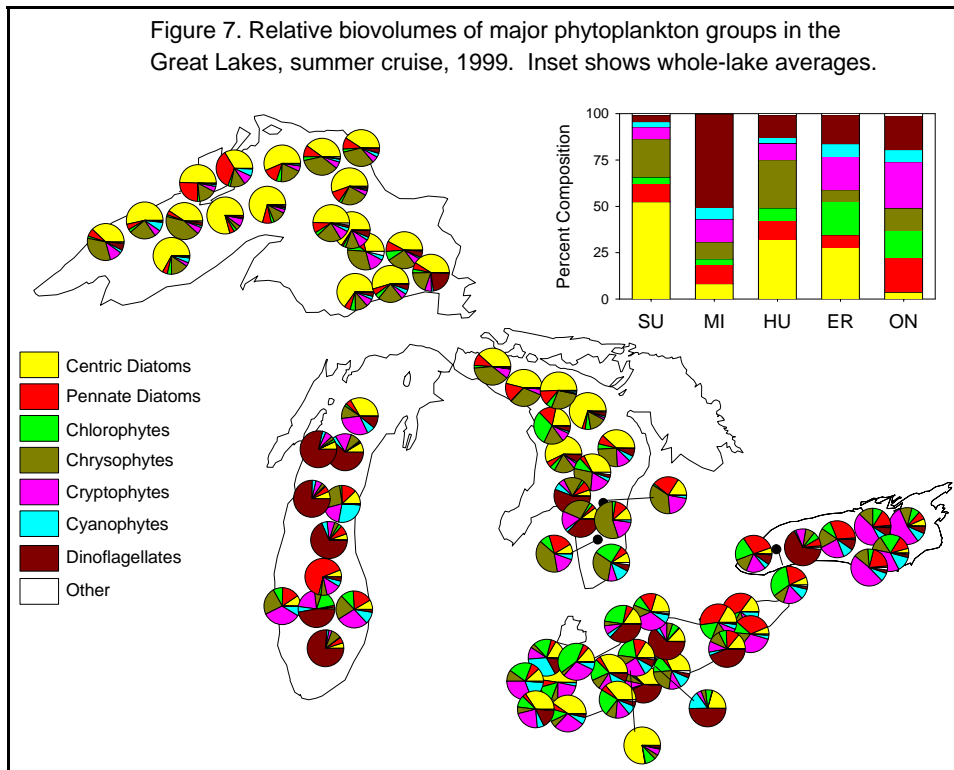 Figure 7. Relative biovolumes of major phytoplankton groups in the
Great Lakes, summer cruise, 1999. Inset shows whole-lake averages.
100
75
50
25
0
Percent Composition
SU MI HU ER ON
Centric Diatoms
Pennate Diatoms
Chlorophytes
Chrysophytes
Cryptophytes
Cyanophytes
Dinoflagellates
Other